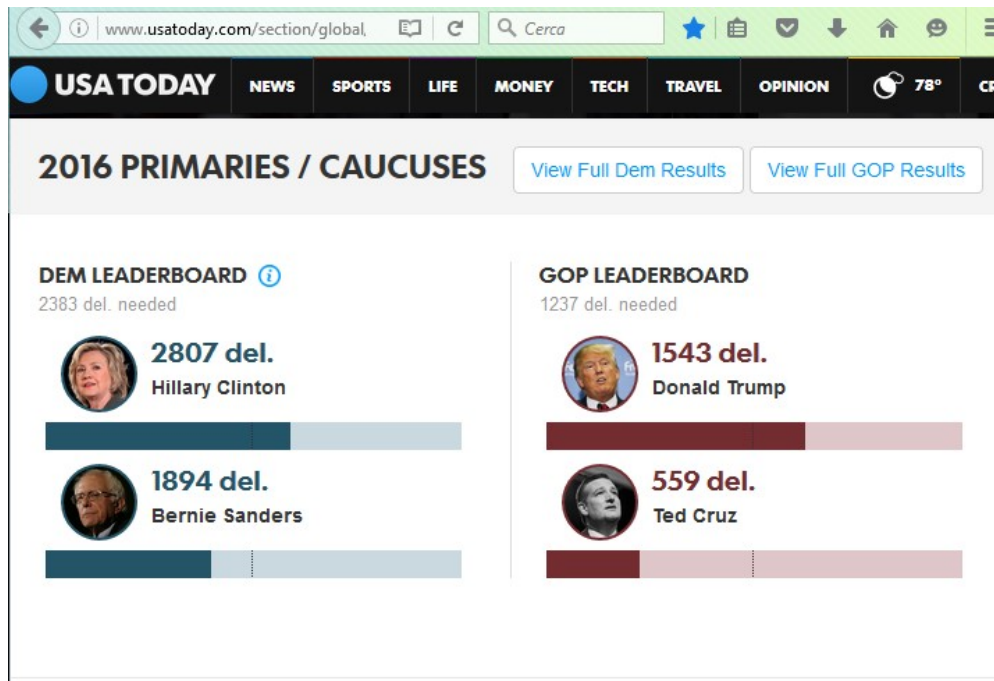 www.usatoday.com/section/global,
Cerca
USA TODAY NEWS SPORTS LIFE MONEY TECH TRAVEL OPINION 78°
2016 PRIMARIES / CAUCUSES View Full Dem Results View Full GOP Results
DEM LEADERBOARD
2383 del. needed
2807 del.
Hillary Clinton
1894 del.
Bernie Sanders
GOP LEADERBOARD
1237 del. needed
1543 del.
Donald Trump
559 del.
Ted Cruz